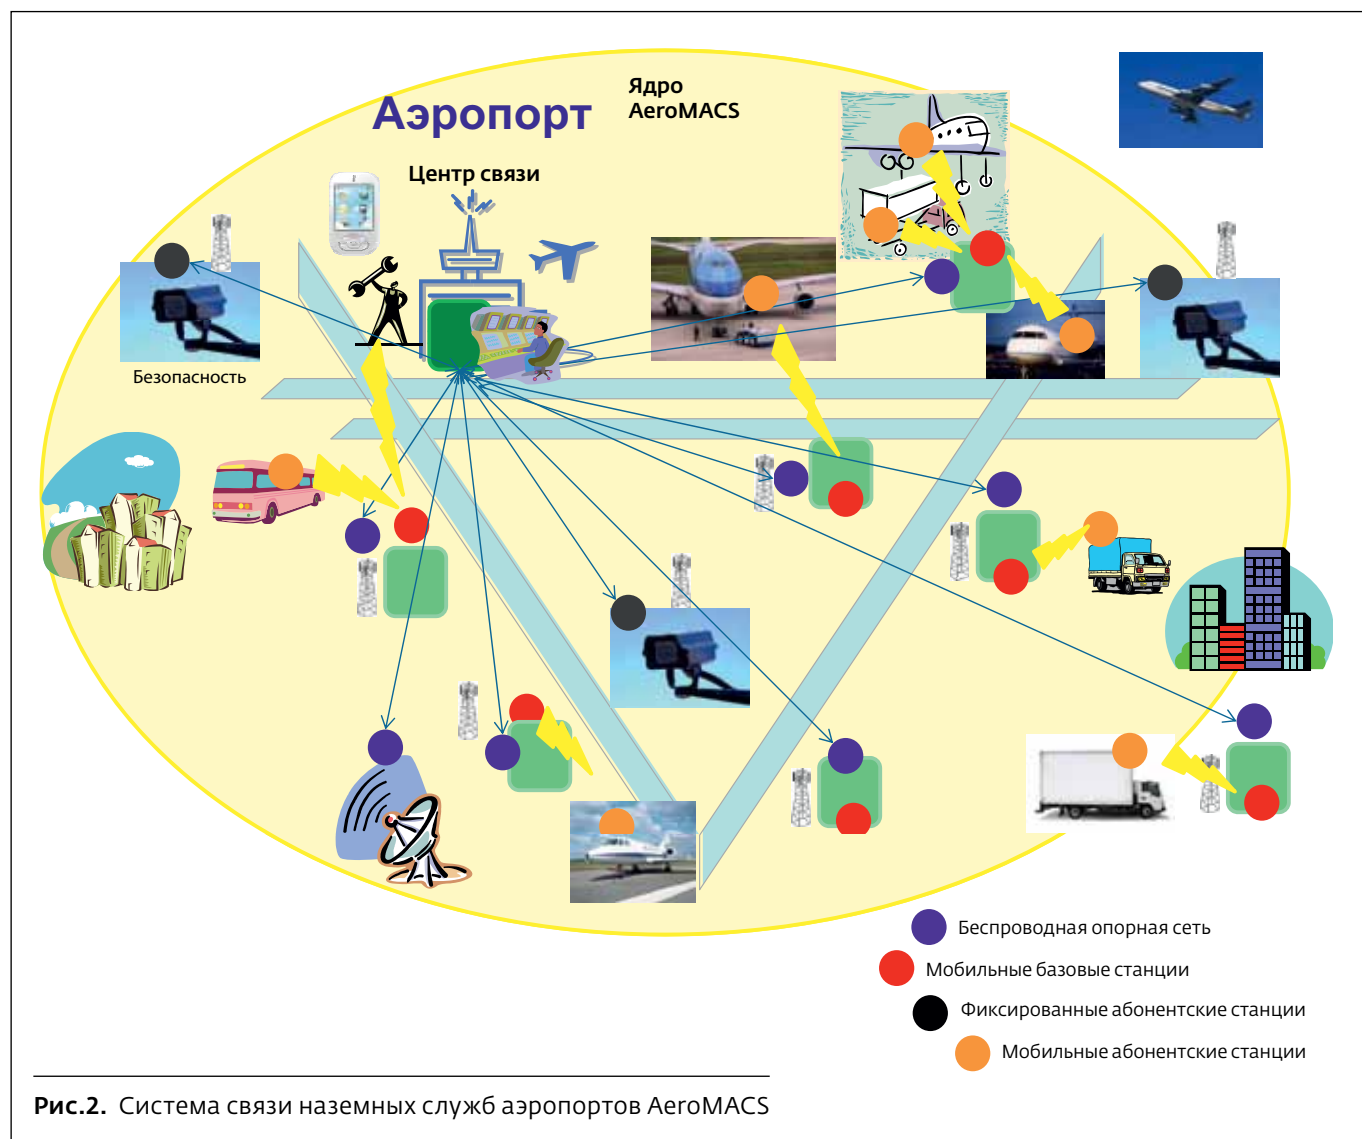 Аэропорт
Ядро
AeroMACS
Центр связи
Безопасность
Беспроводная опорная сеть
Мобильные базовые станции
Фиксированные абонентские станции
Мобильные абонентские станции
Рис.2. Система связи наземных служб аэропортов AeroMACS